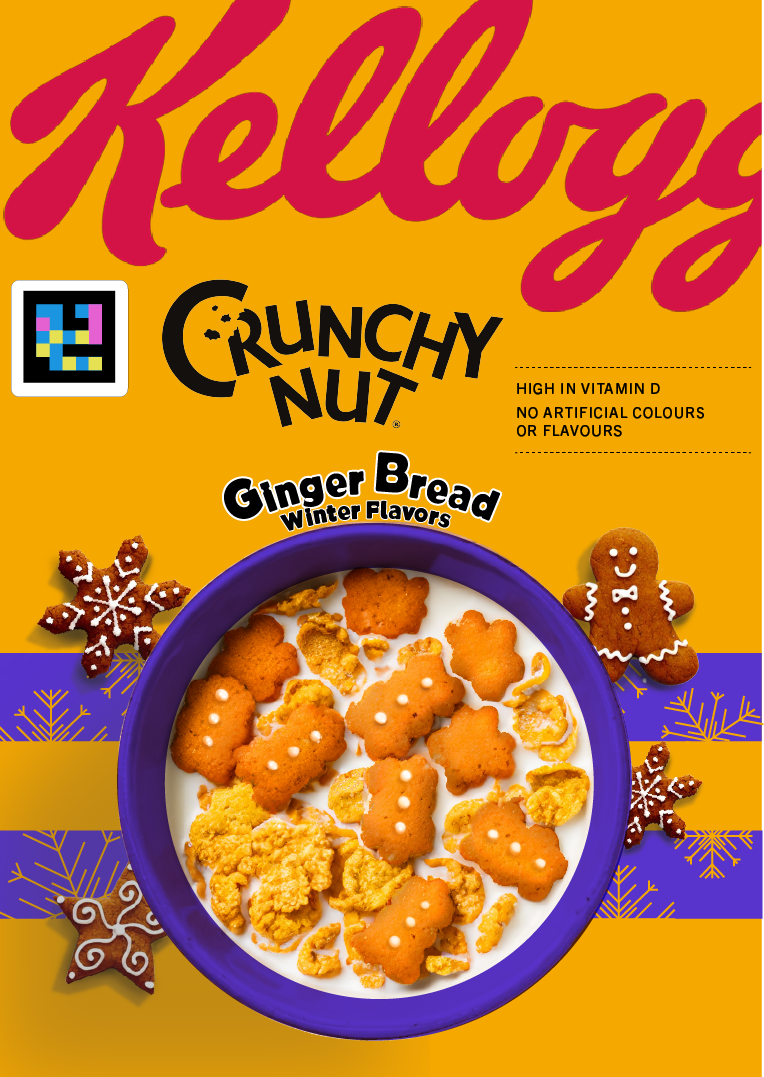 Kellogg
CRUNCHY
NUT®
HIGH IN VITAMIN D
NO ARTIFICIAL COLOURS
OR FLAVOURS
Ginger Bread
Winter Flavors